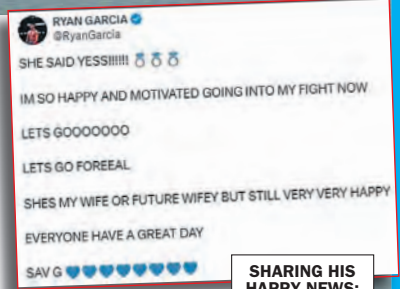 RYAN GARCIA
@RyanGarcia
SHE SAID YESS!!!!!! 💍 💍 💍
IM SO HAPPY AND MOTIVATED GOING INTO MY FIGHT NOW
LETS GOOOOOOO
LETS GO FOREEAL
SHES MY WIFE OR FUTURE WIFEY BUT STILL VERY VERY HAPPY
EVERYONE HAVE A GREAT DAY
SAV G 💙💙💙💙💙💙💙💙
SHARING HIS
HAPPY NEWS: